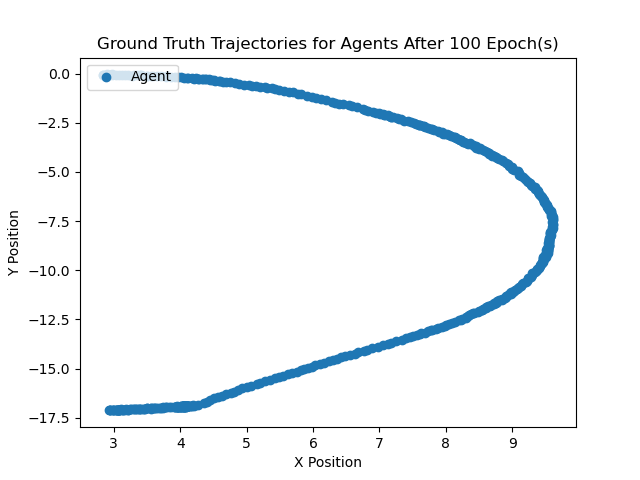 Ground Truth Trajectories for Agents After 100 Epoch(s)
Agent
Y Position
0.0
−2.5
−5.0
−7.5
−10.0
−12.5
−15.0
−17.5
3 4 5 6 7 8 9
X Position